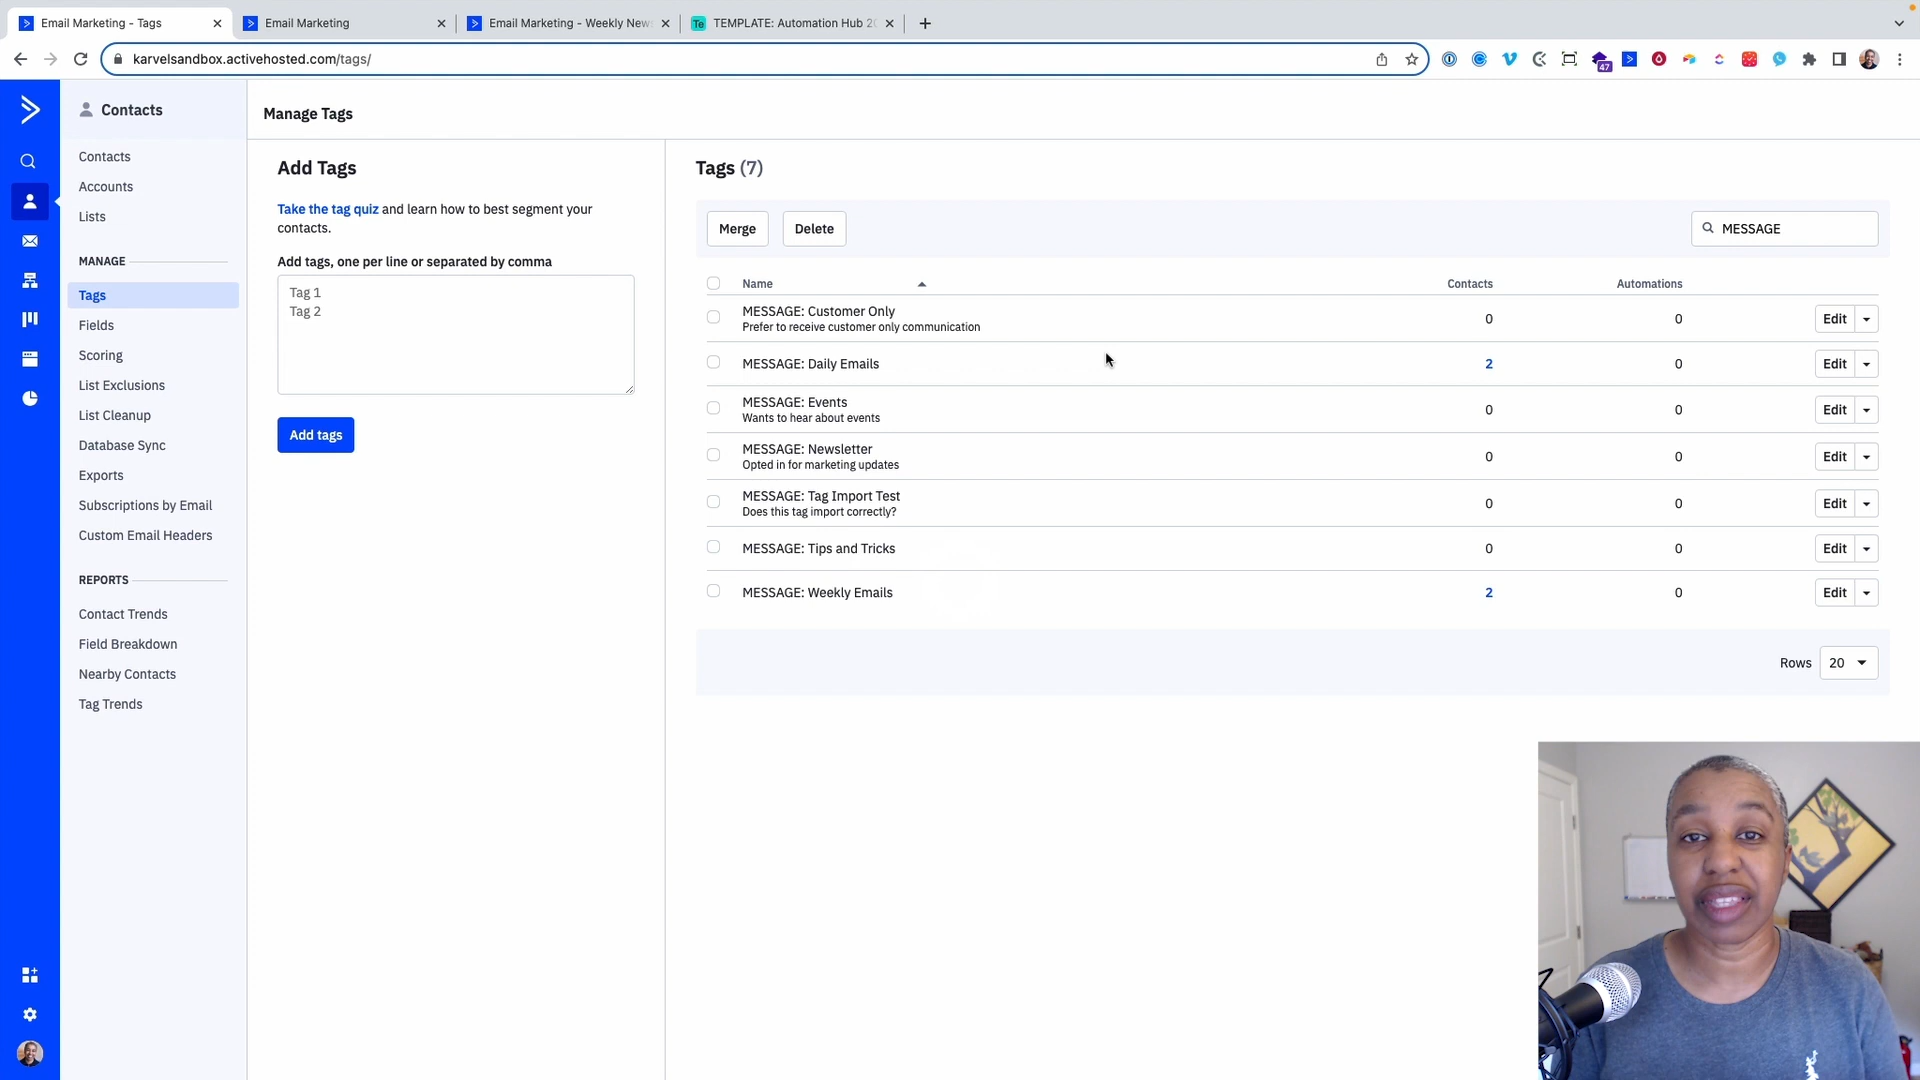 Email Marketing - Tags
Email Marketing
Email Marketing - Weekly News
Te
TEMPLATE: Automation Hub 20
karvelsandbox.activehosted.com/tags/
47
Contacts
Manage Tags
Contacts
Accounts
Lists
MANAGE
Tags
Fields
Scoring
List Exclusions
List Cleanup
Database Sync
Exports
Subscriptions by Email
Custom Email Headers
REPORTS
Contact Trends
Field Breakdown
Nearby Contacts
Tag Trends
Add Tags
Take the tag quiz and learn how to best segment your
contacts.
Add tags, one per line or separated by comma
Tag 1
Tag 2
Add tags
Tags (7)
Merge
Delete
MESSAGE
Name
Contacts
Automations
MESSAGE: Customer Only
Prefer to receive customer only communication
0
0
Edit
MESSAGE: Daily Emails
2
0
Edit
MESSAGE: Events
Wants to hear about events
0
0
Edit
MESSAGE: Newsletter
Opted in for marketing updates
0
0
Edit
MESSAGE: Tag Import Test
Does this tag import correctly?
0
0
Edit
MESSAGE: Tips and Tricks
0
0
Edit
MESSAGE: Weekly Emails
2
0
Edit
Rows
20